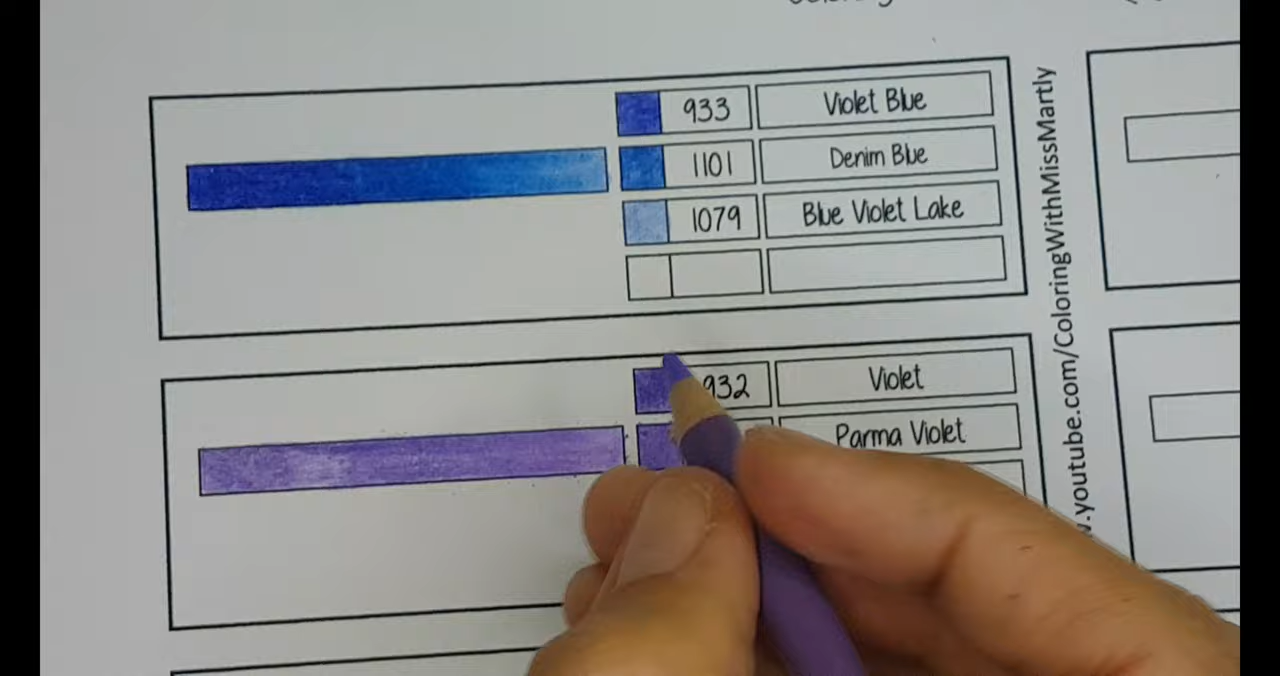 933 Violet Blue
1101 Denim Blue
1079 Blue Violet Lake
932 Violet
Parma Violet
.youtube.com/ColoringWithMissMartly